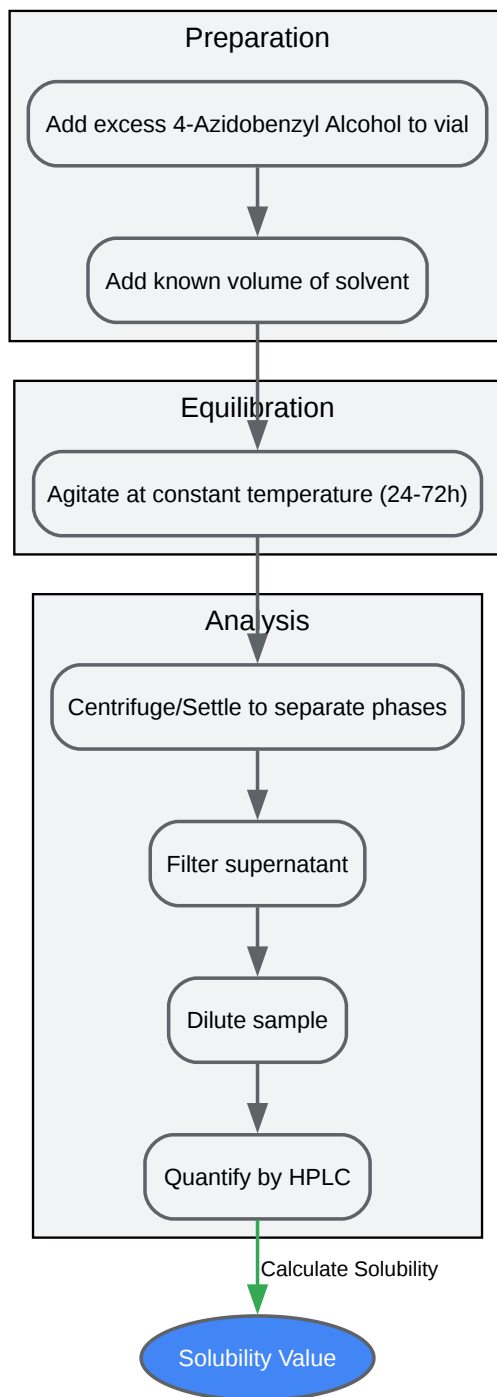 Preparation
Add excess 4-Azidobenzyl Alcohol to vial
Add known volume of solvent
Equilibration
Agitate at constant temperature (24-72h)
Analysis
Centrifuge/Settle to separate phases
Filter supernatant
Dilute sample
Quantify by HPLC
Calculate Solubility
Solubility Value